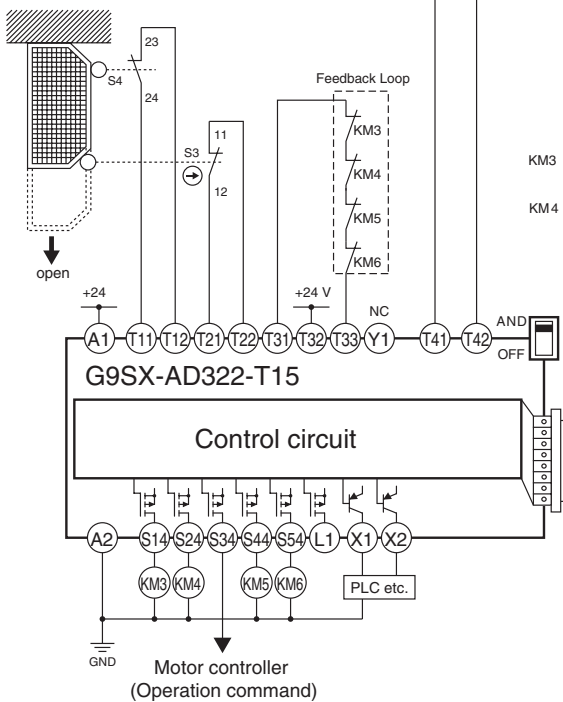 23
S4
24
Feedback Loop
KM3
KM4
KM5
KM6
11
S3
12
KM3
KM4
open
+24
+24 V
NC
A1 T11 T12 T21 T22 T31 T32 T33 Y1 T41 T42
AND
OFF
G9SX-AD322-T15
Control circuit
A2 S14 S24 S34 S44 S54 L1 X1 X2
KM3 KM4 KM5 KM6
PLC etc.
GND
Motor controller
(Operation command)